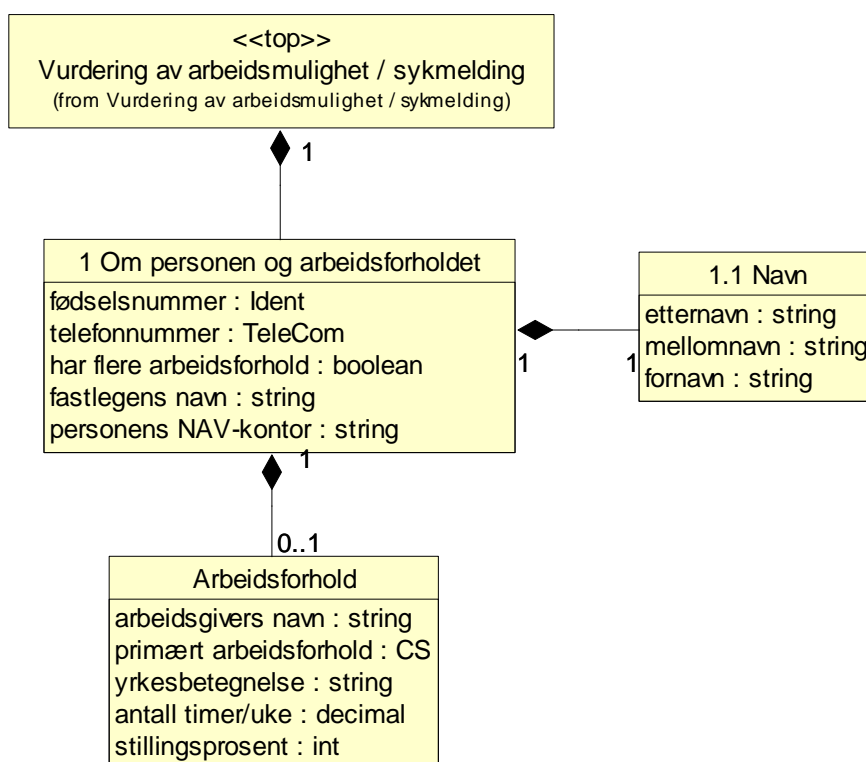 <<top>>
Vurdering av arbeidsmulighet / sykmelding
(from Vurdering av arbeidsmulighet / sykmelding)
1
1 Om personen og arbeidsforholdet
fødselsnummer : Ident
telefonnummer : TeleCom
har flere arbeidsforhold : boolean
fastlegens navn : string
personens NAV-kontor : string
1
1
1.1 Navn
etternavn : string
mellomnavn : string
fornavn : string
1
0..1
Arbeidsforhold
arbeidsgivers navn : string
primært arbeidsforhold : CS
yrkesbetegnelse : string
antall timer/uke : decimal
stillingsprosent : int